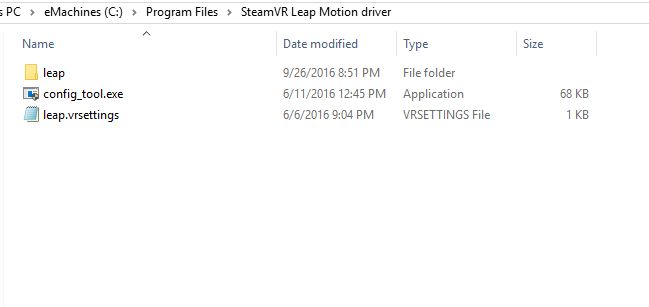 s PC > eMachines (C:) > Program Files > SteamVR Leap Motion driver
Name Date modified Type Size
leap 9/26/2016 8:51 PM File folder
config_tool.exe 6/11/2016 12:45 PM Application 68 KB
leap.vrsettings 6/6/2016 9:04 PM VRSETTINGS File 1 KB